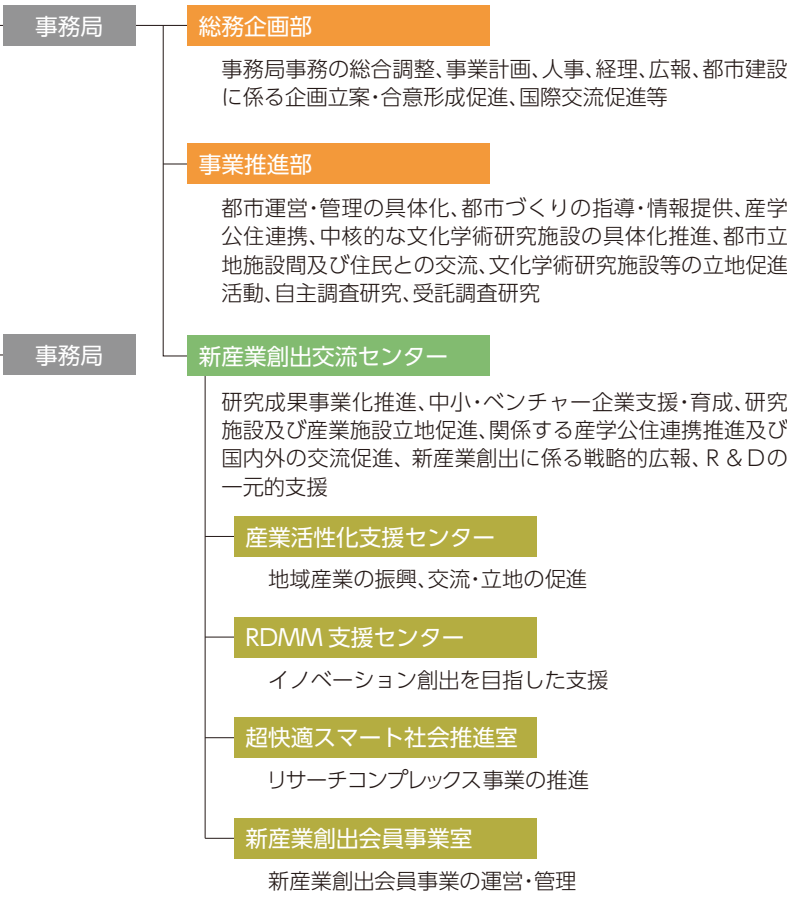 事務局
総務企画部
事務局事務の総合調整、事業計画、人事、経理、広報、都市建設
に係る企画立案・合意形成促進、国際交流促進等
事業推進部
都市運営・管理の具体化、都市づくりの指導・情報提供、産学
公住連携、中核的な文化学術研究施設の具体化推進、都市立
地施設間及び住民との交流、文化学術研究施設等の立地促進
活動、自主調査研究、受託調査研究
事務局
新産業創出交流センター
研究成果事業化推進、中小・ベンチャー企業支援・育成、研究
施設及び産業施設立地促進、関係する産学公住連携推進及び
国内外の交流促進、新産業創出に係る戦略的広報、R & Dの
一元的支援
産業活性化支援センター
地域産業の振興、交流・立地の促進
RDMM 支援センター
イノベーション創出を目指した支援
超快適スマート社会推進室
リサーチコンプレックス事業の推進
新産業創出会員事業室
新産業創出会員事業の運営・管理